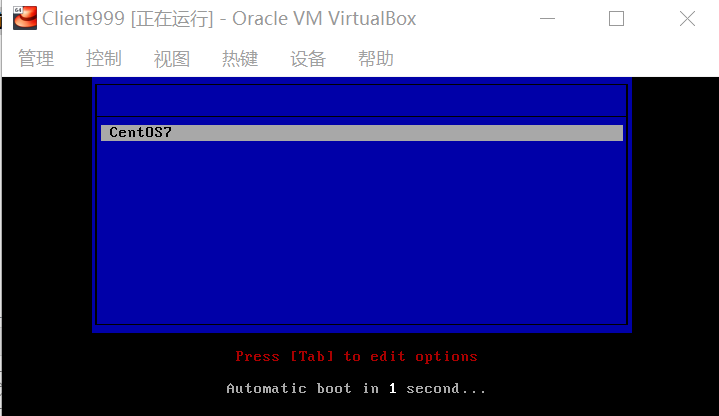 64
Client999 [正在运行] - Oracle VM VirtualBox
管理 控制 视图 热键 设备 帮助
CentOS7
Press [Tab] to edit options
Automatic boot in 1 second...